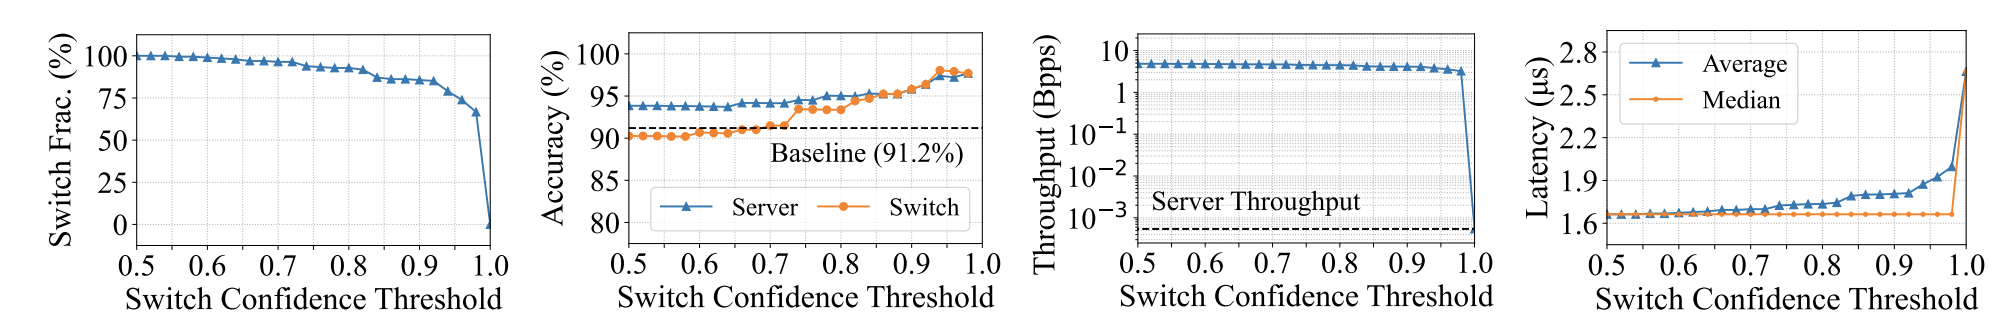 Switch Frac. (%)
100
75
50
25
0
0.5 0.6 0.7 0.8 0.9 1.0
Switch Confidence Threshold
Accuracy (%)
100
95
90
85
80
Baseline (91.2%)
Server Switch
0.5 0.6 0.7 0.8 0.9 1.0
Switch Confidence Threshold
Throughput (Bpps)
10
1
10⁻¹
10⁻²
10⁻³
Server Throughput
0.5 0.6 0.7 0.8 0.9 1.0
Switch Confidence Threshold
Latency (μs)
2.8
2.5
2.2
1.9
1.6
Average
Median
0.5 0.6 0.7 0.8 0.9 1.0
Switch Confidence Threshold